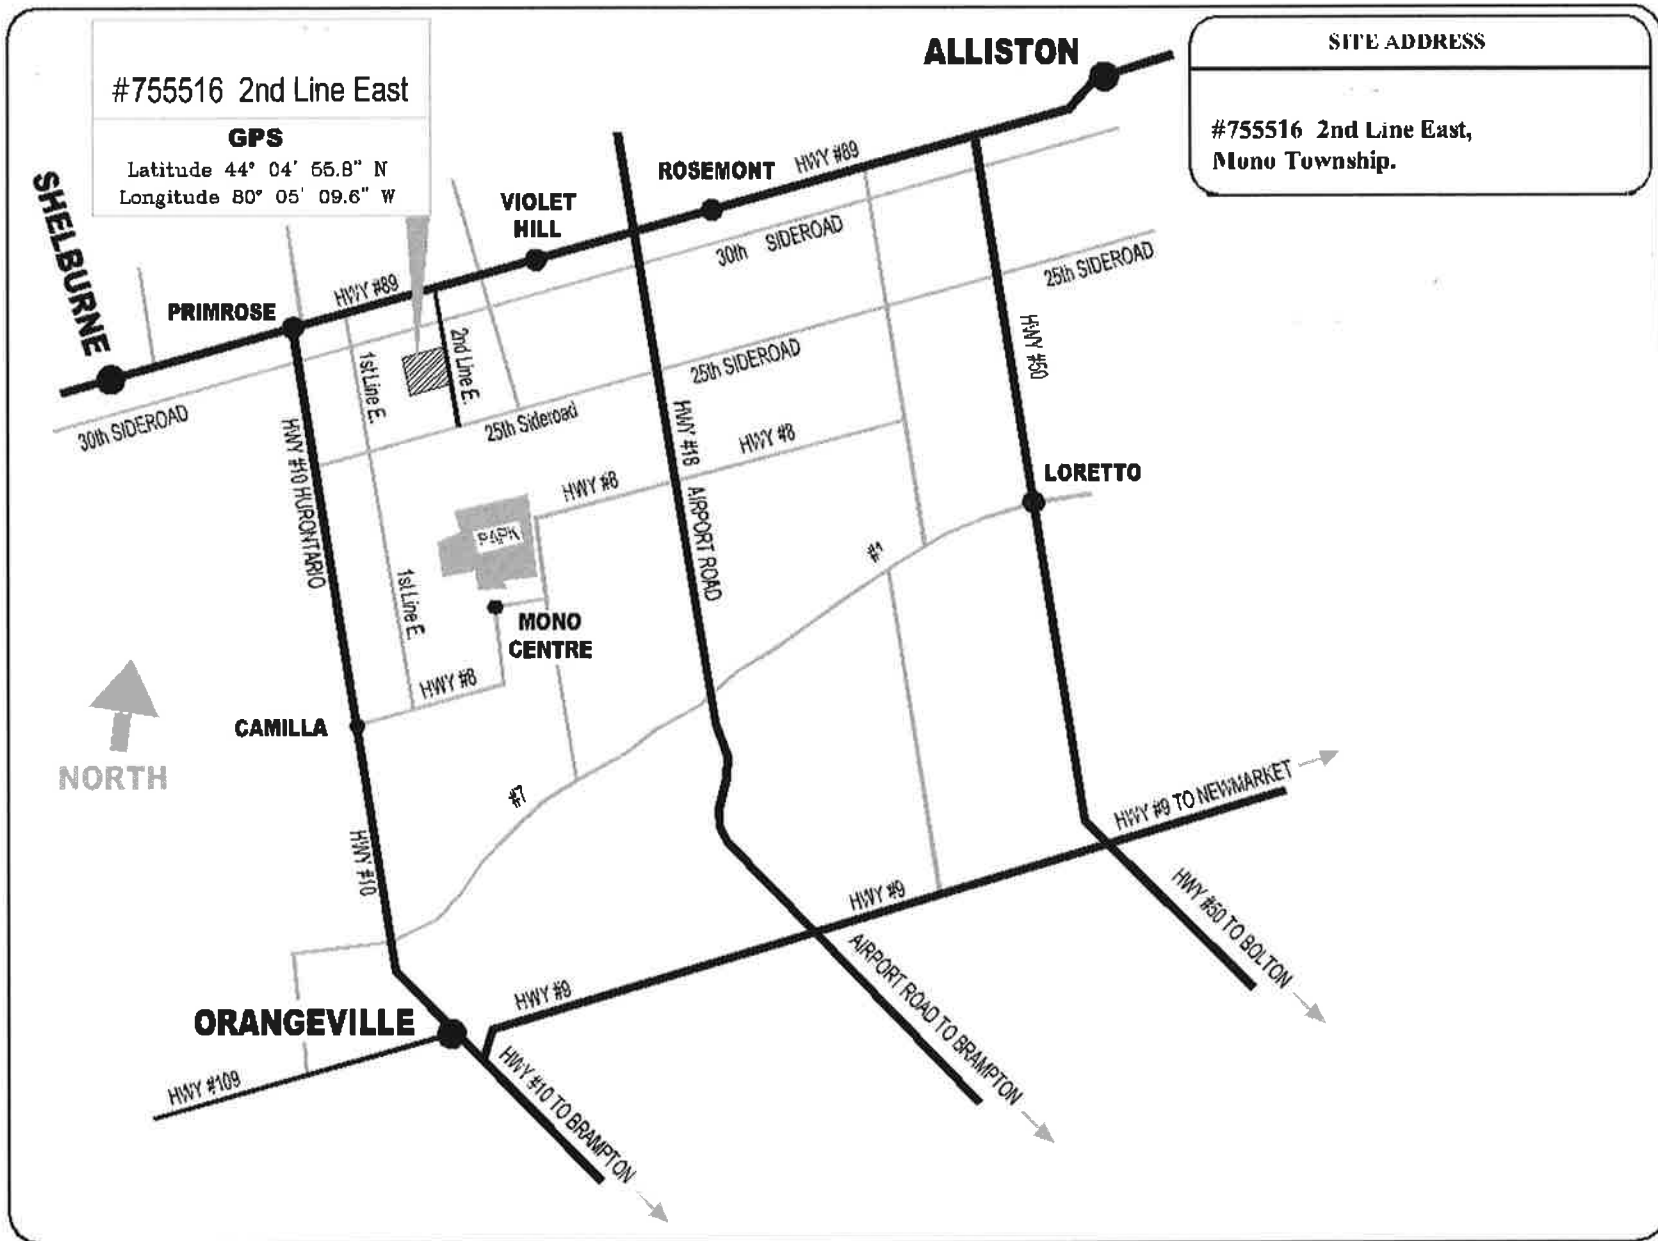 #755516 2nd Line East
GPS
Latitude 44° 04' 55.8" N
Longitude 80° 05' 09.6" W
SITE ADDRESS
#755516 2nd Line East,
Mono Township.
ALLISTON
ROSEMONT
HWY #89
VIOLET
HILL
SHELBURNE
PRIMROSE
HWY #89
30th SIDEROAD
25th SIDEROAD
30th SIDEROAD
1st Line E.
2nd Line E.
25th Sideroad
25th SIDEROAD
HWY #50
HWY #10 HURONTARIO
HWY #18 AIRPORT ROAD
HWY #8
HWY #8
LORETTO
PARK
#1
1st Line E.
MONO
CENTRE
HWY #8
CAMILLA
NORTH
#7
HWY #10
HWY #9 TO NEWMARKET
HWY #9
HWY #50 TO BOLTON
AIRPORT ROAD TO BRAMPTON
HWY #9
ORANGEVILLE
HWY #109
HWY #10 TO BRAMPTON